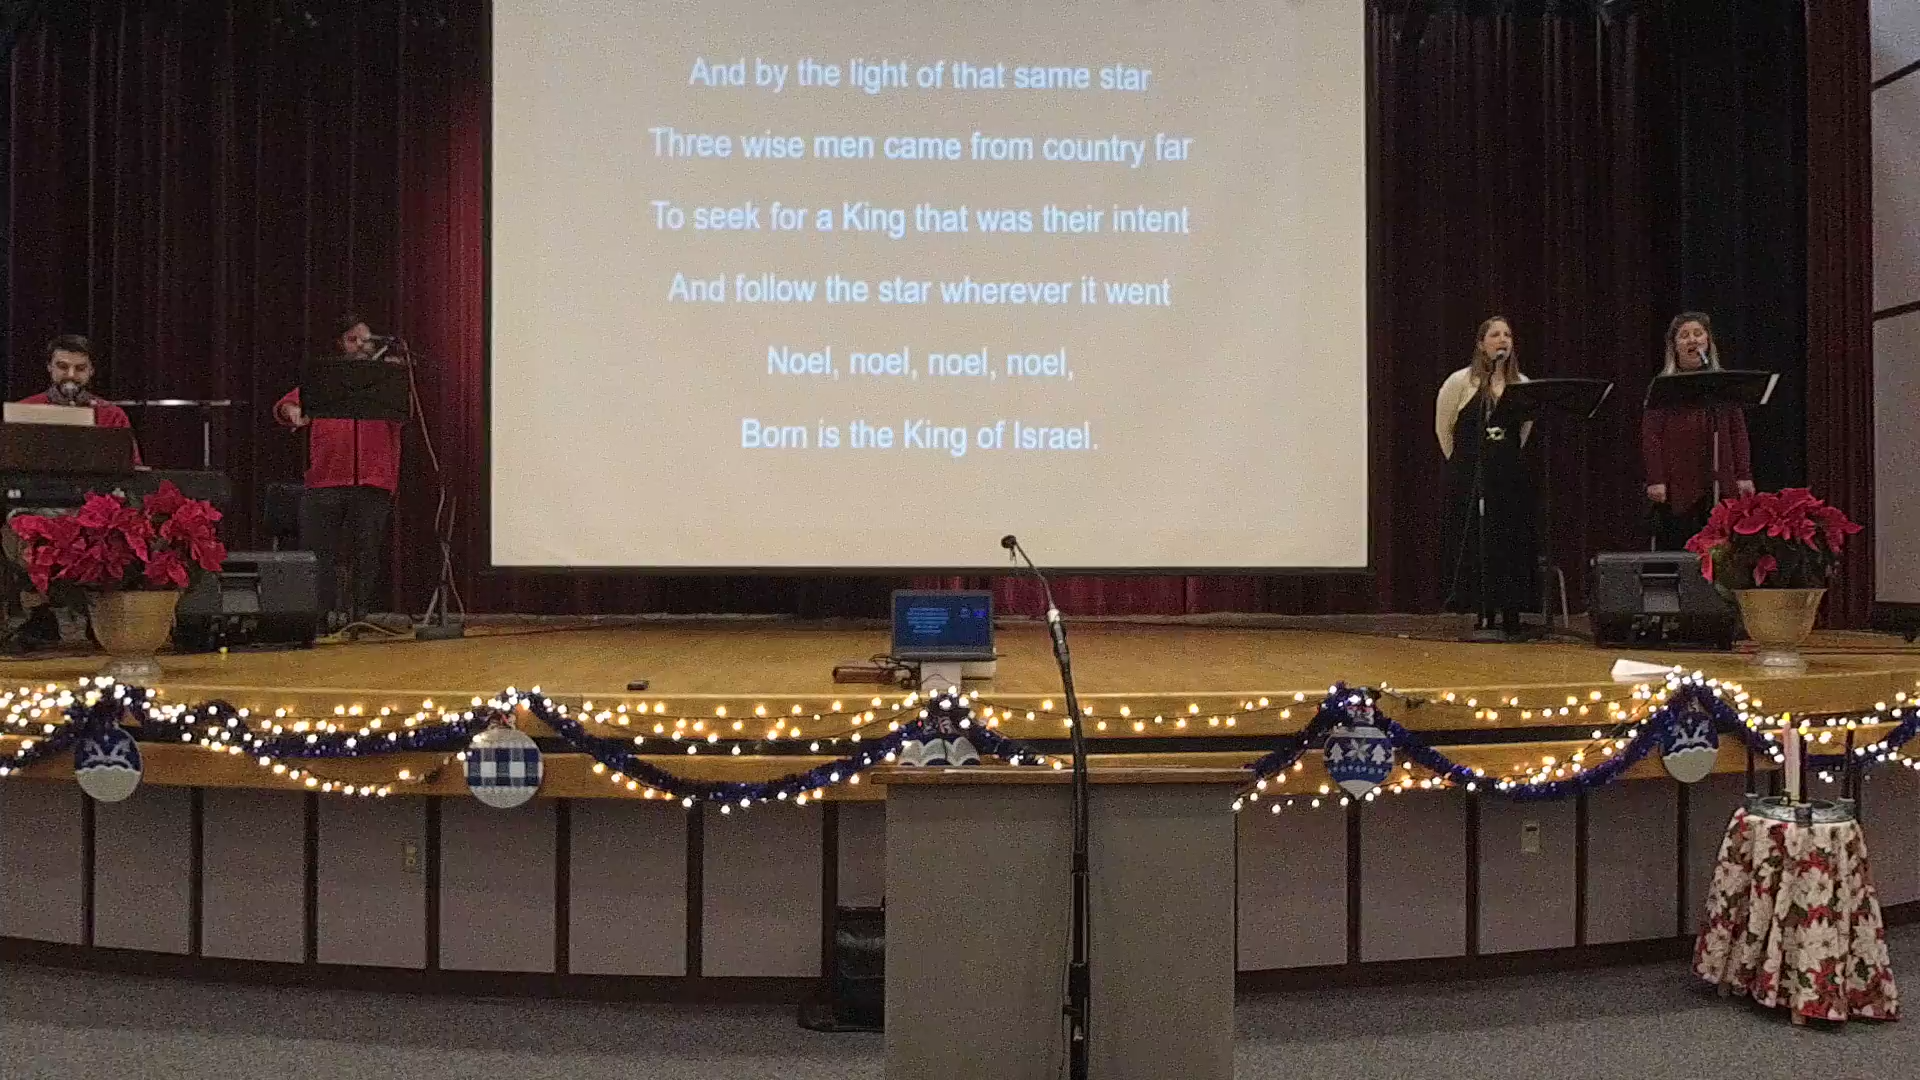 And by the light of that same star
Three wise men came from country far
To seek for a King that was their intent
And follow the star wherever it went
Noel, noel, noel, noel,
Born is the King of Israel.